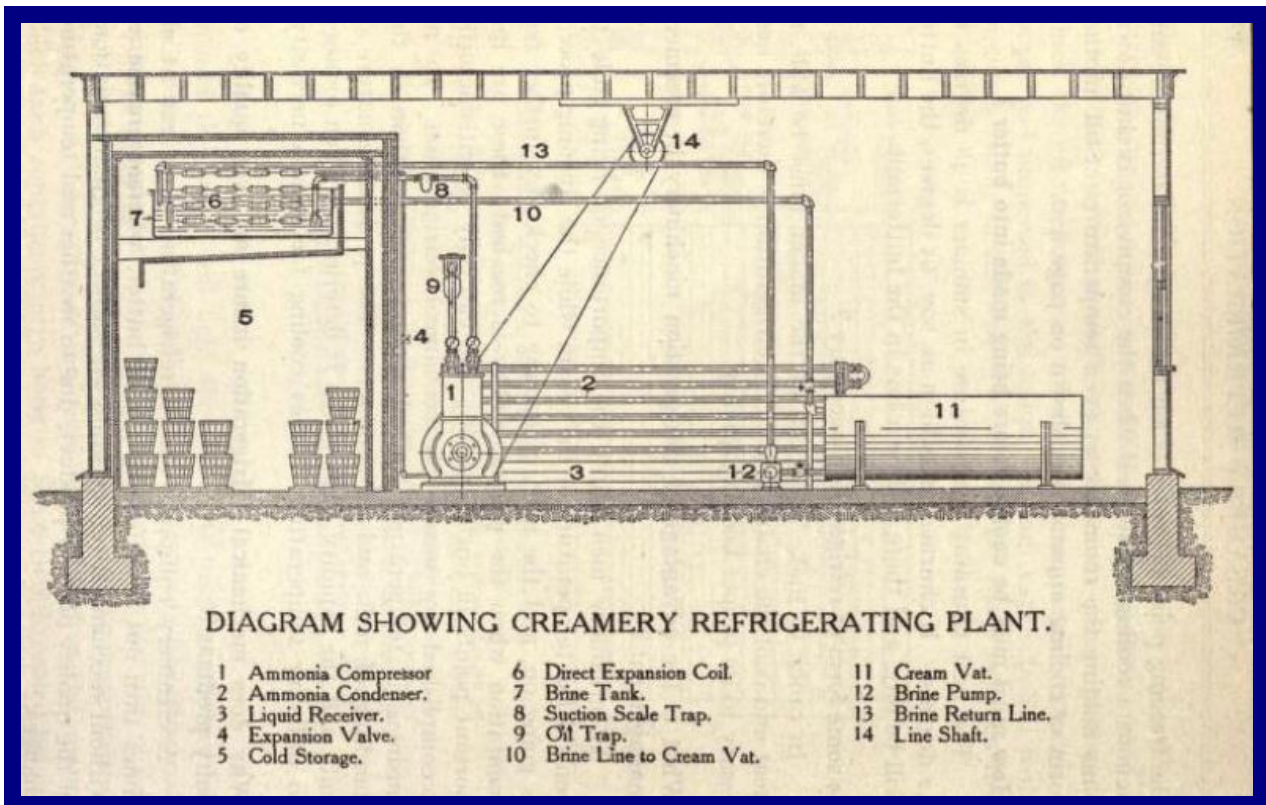 13
14
8
6
7
10
9
5
4
2
1
11
3
12
DIAGRAM SHOWING CREAMERY REFRIGERATING PLANT.
1 Ammonia Compressor
2 Ammonia Condenser.
3 Liquid Receiver.
4 Expansion Valve.
5 Cold Storage.
6 Direct Expansion Coil.
7 Brine Tank.
8 Suction Scale Trap.
9 Oil Trap.
10 Brine Line to Cream Vat.
11 Cream Vat.
12 Brine Pump.
13 Brine Return Line.
14 Line Shaft.